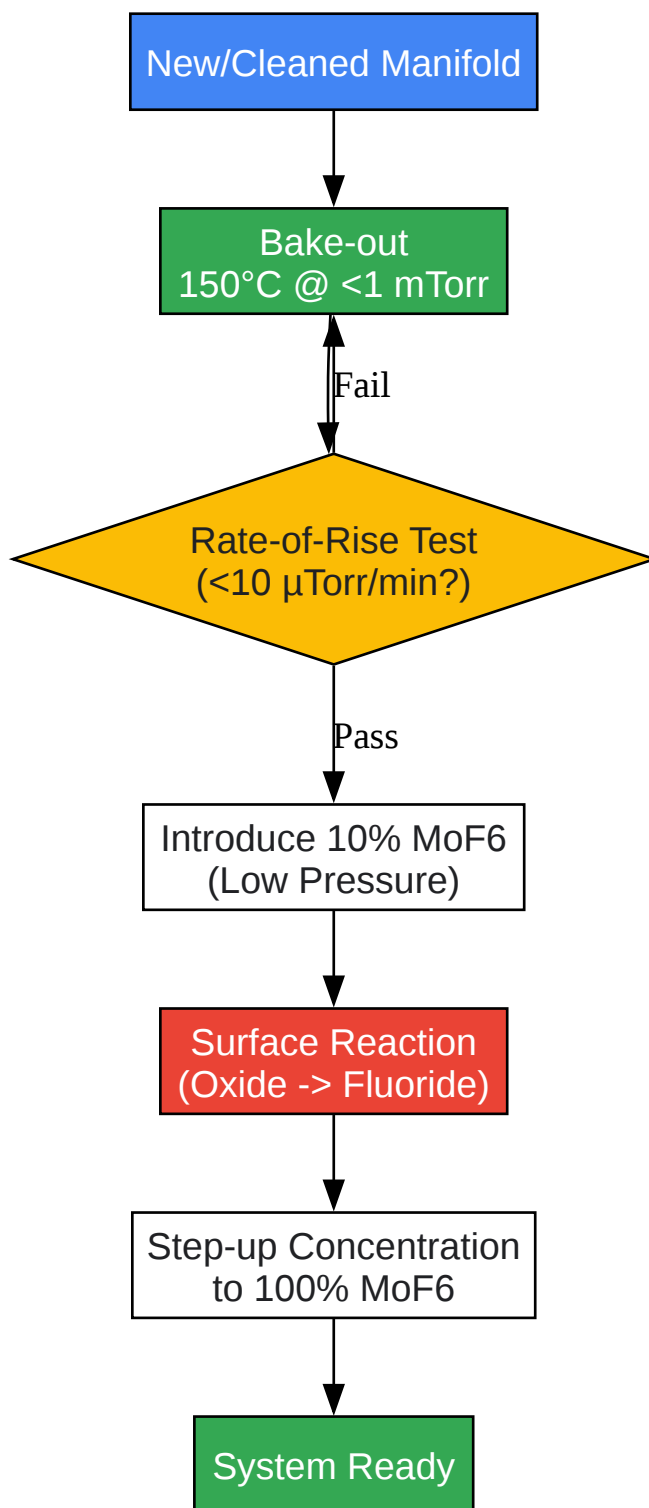 New/Cleaned Manifold
Bake-out
150°C @ <1 mTorr
Fail
Rate-of-Rise Test
(<10 µTorr/min?)
Pass
Introduce 10% MoF6
(Low Pressure)
Surface Reaction
(Oxide -> Fluoride)
Step-up Concentration
to 100% MoF6
System Ready